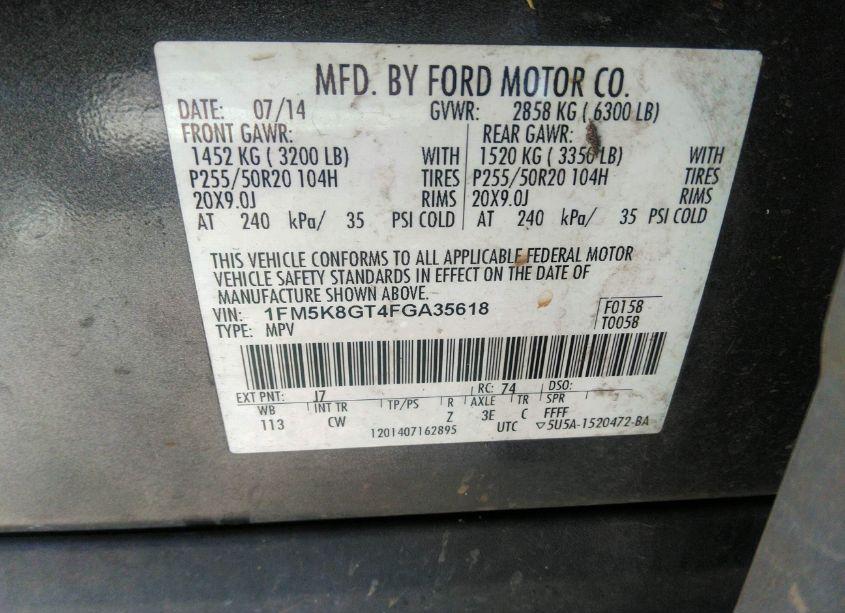 MFD. BY FORD MOTOR CO.
DATE: 07/14 GVWR: 2858 KG ( 6300 LB)
FRONT GAWR: REAR GAWR:
1452 KG ( 3200 LB) WITH 1520 KG ( 3350 LB) WITH
P255/50R20 104H TIRES P255/50R20 104H TIRES
20X9.0J RIMS 20X9.0J RIMS
AT 240 kPa/ 35 PSI COLD AT 240 kPa/ 35 PSI COLD
THIS VEHICLE CONFORMS TO ALL APPLICABLE FEDERAL MOTOR
VEHICLE SAFETY STANDARDS IN EFFECT ON THE DATE OF
MANUFACTURE SHOWN ABOVE.
VIN: 1FM5K8GT4FGA35618 F0158
TYPE: MPV T0058
EXT PNT: J7 RC: 74 DSO:
WB INT TR TP/PS R AXLE TR SPR
113 CW Z 3E C FFFF
1201407162895 UTC ▽5U5A-1520472-BA